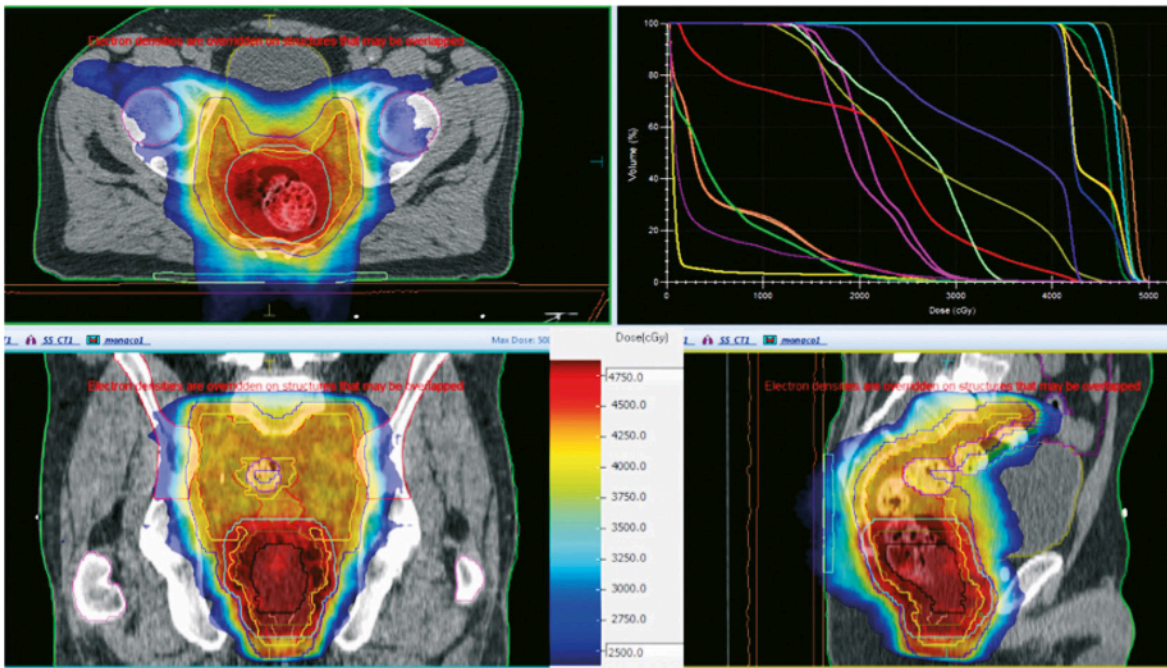 Electron densities are overridden on structures that may be overlapped
Volume (%)
100
80
60
40
20
0
0
1000
2000
3000
4000
5000
Dose (cGy)
SS_CT1 monaco1
Max Dose: 500
Electron densities are overridden on structures that may be overlapped
Dose(cGy)
4750.0
4500.0
4250.0
4000.0
3750.0
3500.0
3250.0
3000.0
2750.0
2500.0
SS_CT1 monaco1
Electron densities are overridden on structures that may be overlapped